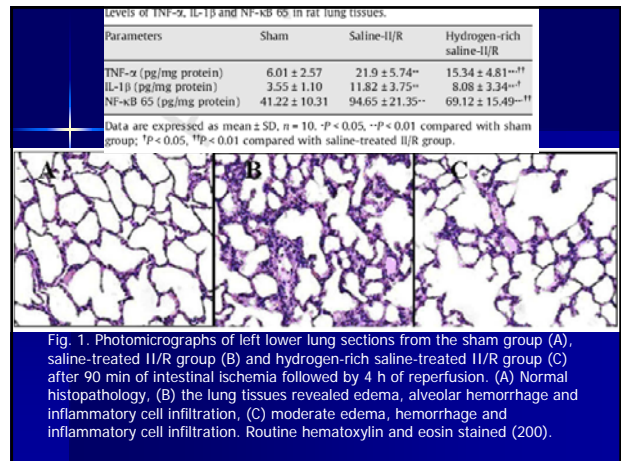 Levels of TNF-α, IL-1β and NF-κB 65 in rat lung tissues.
Parameters Sham Saline-II/R Hydrogen-rich
saline-II/R
TNF-α (pg/mg protein) 6.01 ± 2.57 21.9 ± 5.74** 15.34 ± 4.81**,††
IL-1β (pg/mg protein) 3.55 ± 1.10 11.82 ± 3.75** 8.08 ± 3.34**,†
NF-κB 65 (pg/mg protein) 41.22 ± 10.31 94.65 ± 21.35** 69.12 ± 15.49**,††
Data are expressed as mean ± SD, n = 10. *P < 0.05, **P < 0.01 compared with sham
group; †P < 0.05, ††P < 0.01 compared with saline-treated II/R group.
A B C
Fig. 1. Photomicrographs of left lower lung sections from the sham group (A),
saline-treated II/R group (B) and hydrogen-rich saline-treated II/R group (C)
after 90 min of intestinal ischemia followed by 4 h of reperfusion. (A) Normal
histopathology, (B) the lung tissues revealed edema, alveolar hemorrhage and
inflammatory cell infiltration, (C) moderate edema, hemorrhage and
inflammatory cell infiltration. Routine hematoxylin and eosin stained (200).